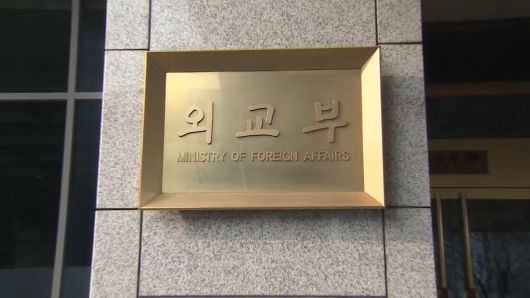 외교부
MINISTRY OF FOREIGN AFFAIRS